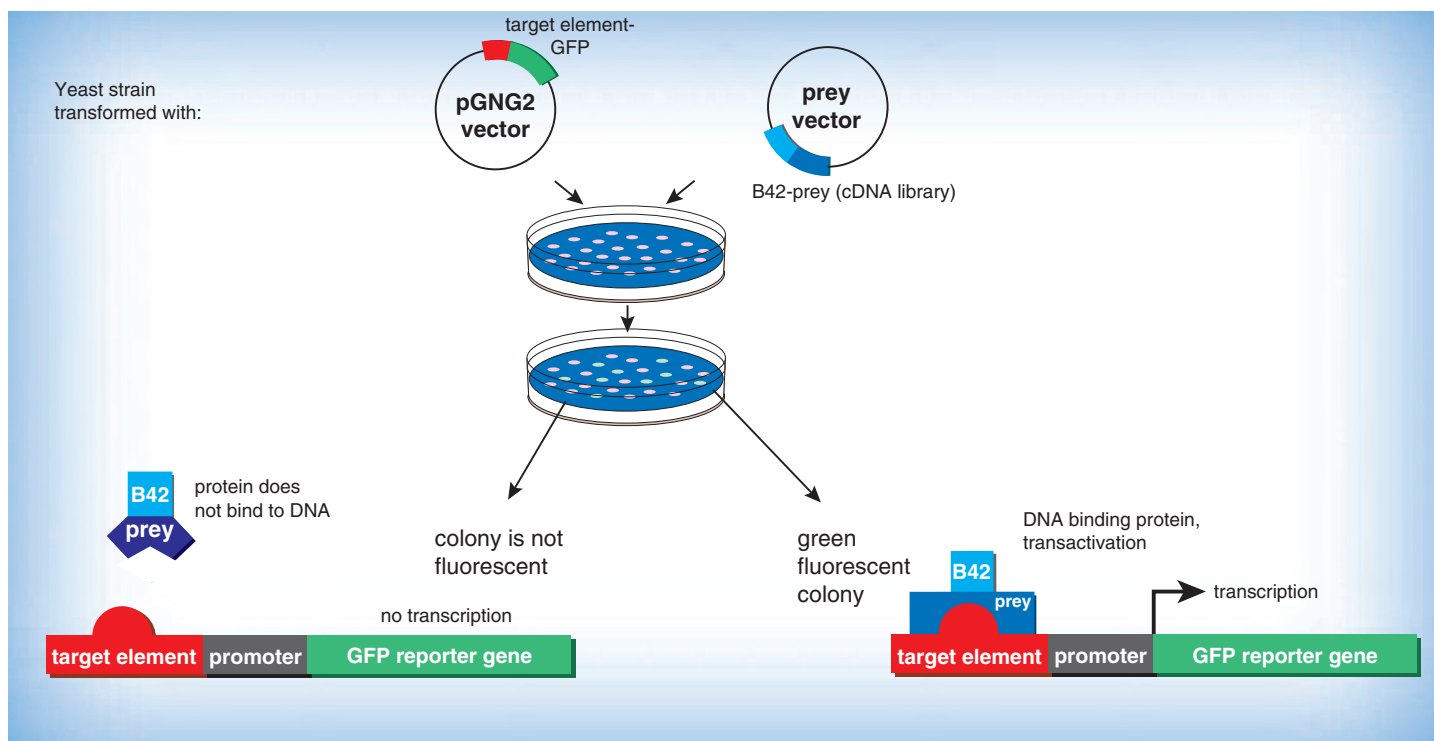 target element-
GFP
Yeast strain
transformed with:
pGNG2
vector
prey
vector
B42-prey (cDNA library)
B42
prey
protein does
not bind to DNA
colony is not
fluorescent
no transcription
target element promoter GFP reporter gene
green
fluorescent
colony
DNA binding protein,
transactivation
B42
prey
transcription
target element promoter GFP reporter gene